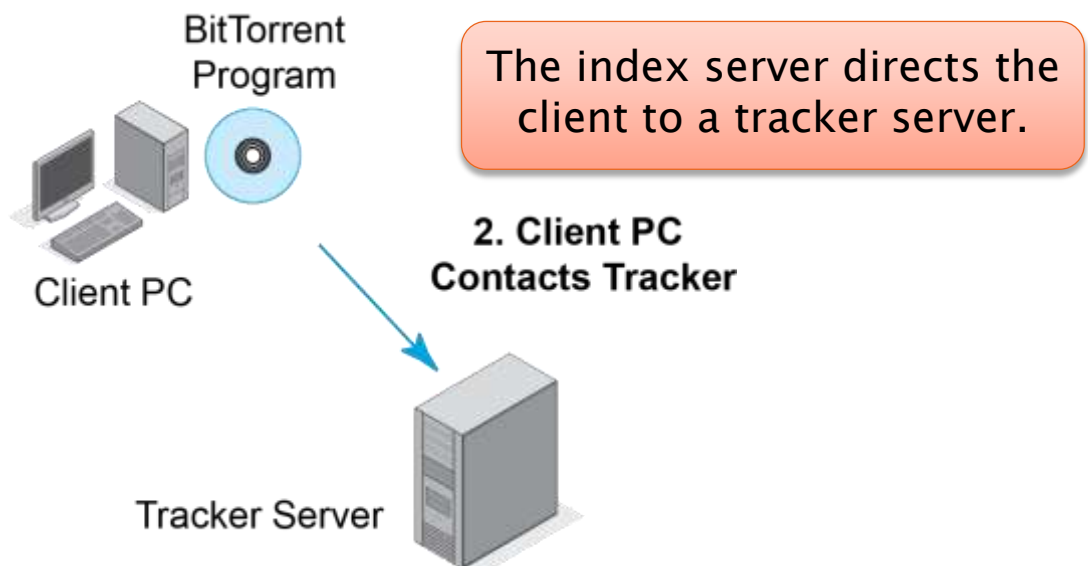 BitTorrent
Program
The index server directs the
client to a tracker server.
2. Client PC
Contacts Tracker
Client PC
Tracker Server